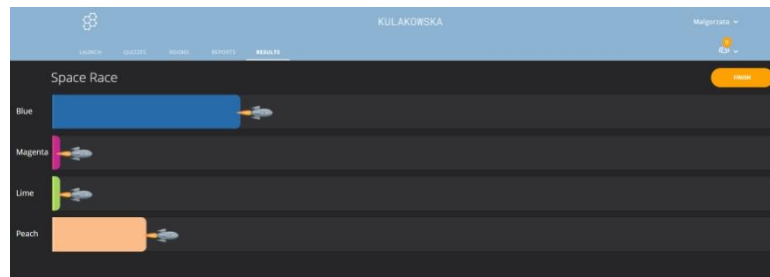 KULAKOWSKA
Malgorzata
LAUNCH QUIZZES ROOMS REPORTS RESULTS
Space Race
FINISH
Blue
Magenta
Lime
Peach